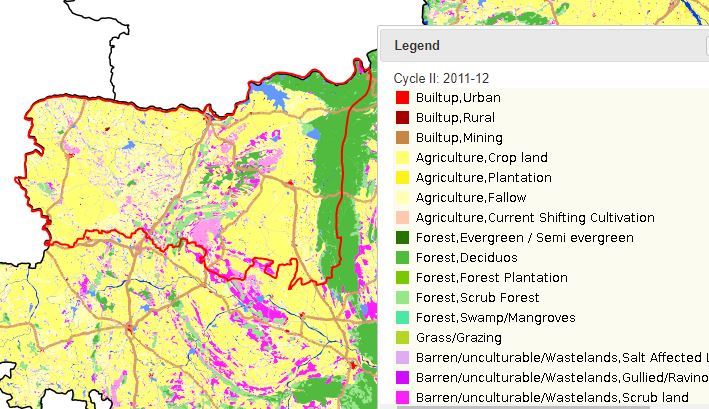 Legend
Cycle II: 2011-12
Builtup,Urban
Builtup,Rural
Builtup,Mining
Agriculture,Crop land
Agriculture,Plantation
Agriculture,Fallow
Agriculture,Current Shifting Cultivation
Forest,Evergreen / Semi evergreen
Forest,Deciduos
Forest,Forest Plantation
Forest,Scrub Forest
Forest,Swamp/Mangroves
Grass/Grazing
Barren/unculturable/Wastelands,Salt Affected L
Barren/unculturable/Wastelands,Gullied/Ravino
Barren/unculturable/Wastelands,Scrub land